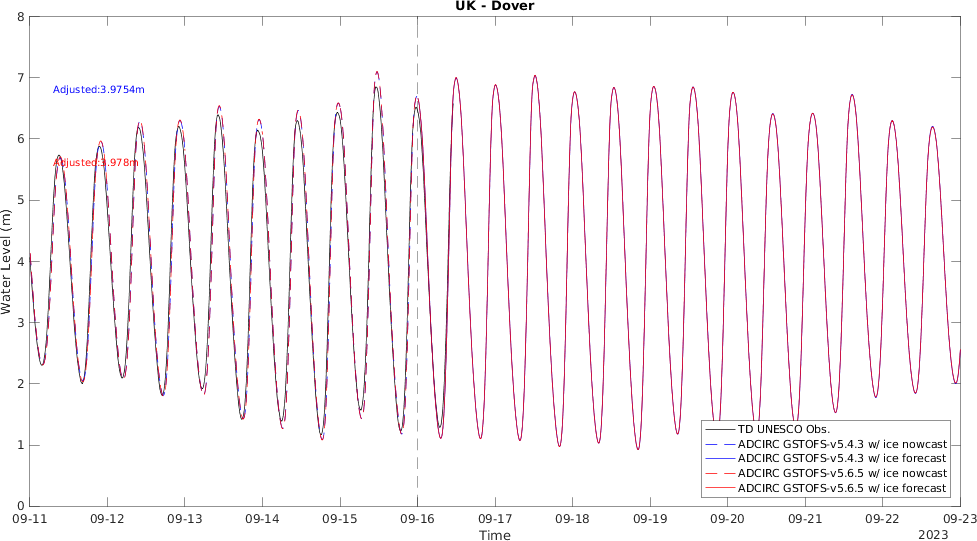 UK - Dover
8
7
Adjusted:3.9754m
6
Adjusted:3.978m
5
4
3
2
1
0
Water Level (m)
TD UNESCO Obs.
ADCIRC GSTOFS-v5.4.3 w/ ice nowcast
ADCIRC GSTOFS-v5.4.3 w/ ice forecast
ADCIRC GSTOFS-v5.6.5 w/ ice nowcast
ADCIRC GSTOFS-v5.6.5 w/ ice forecast
09-11 09-12 09-13 09-14 09-15 09-16 09-17 09-18 09-19 09-20 09-21 09-22 09-23
Time
2023